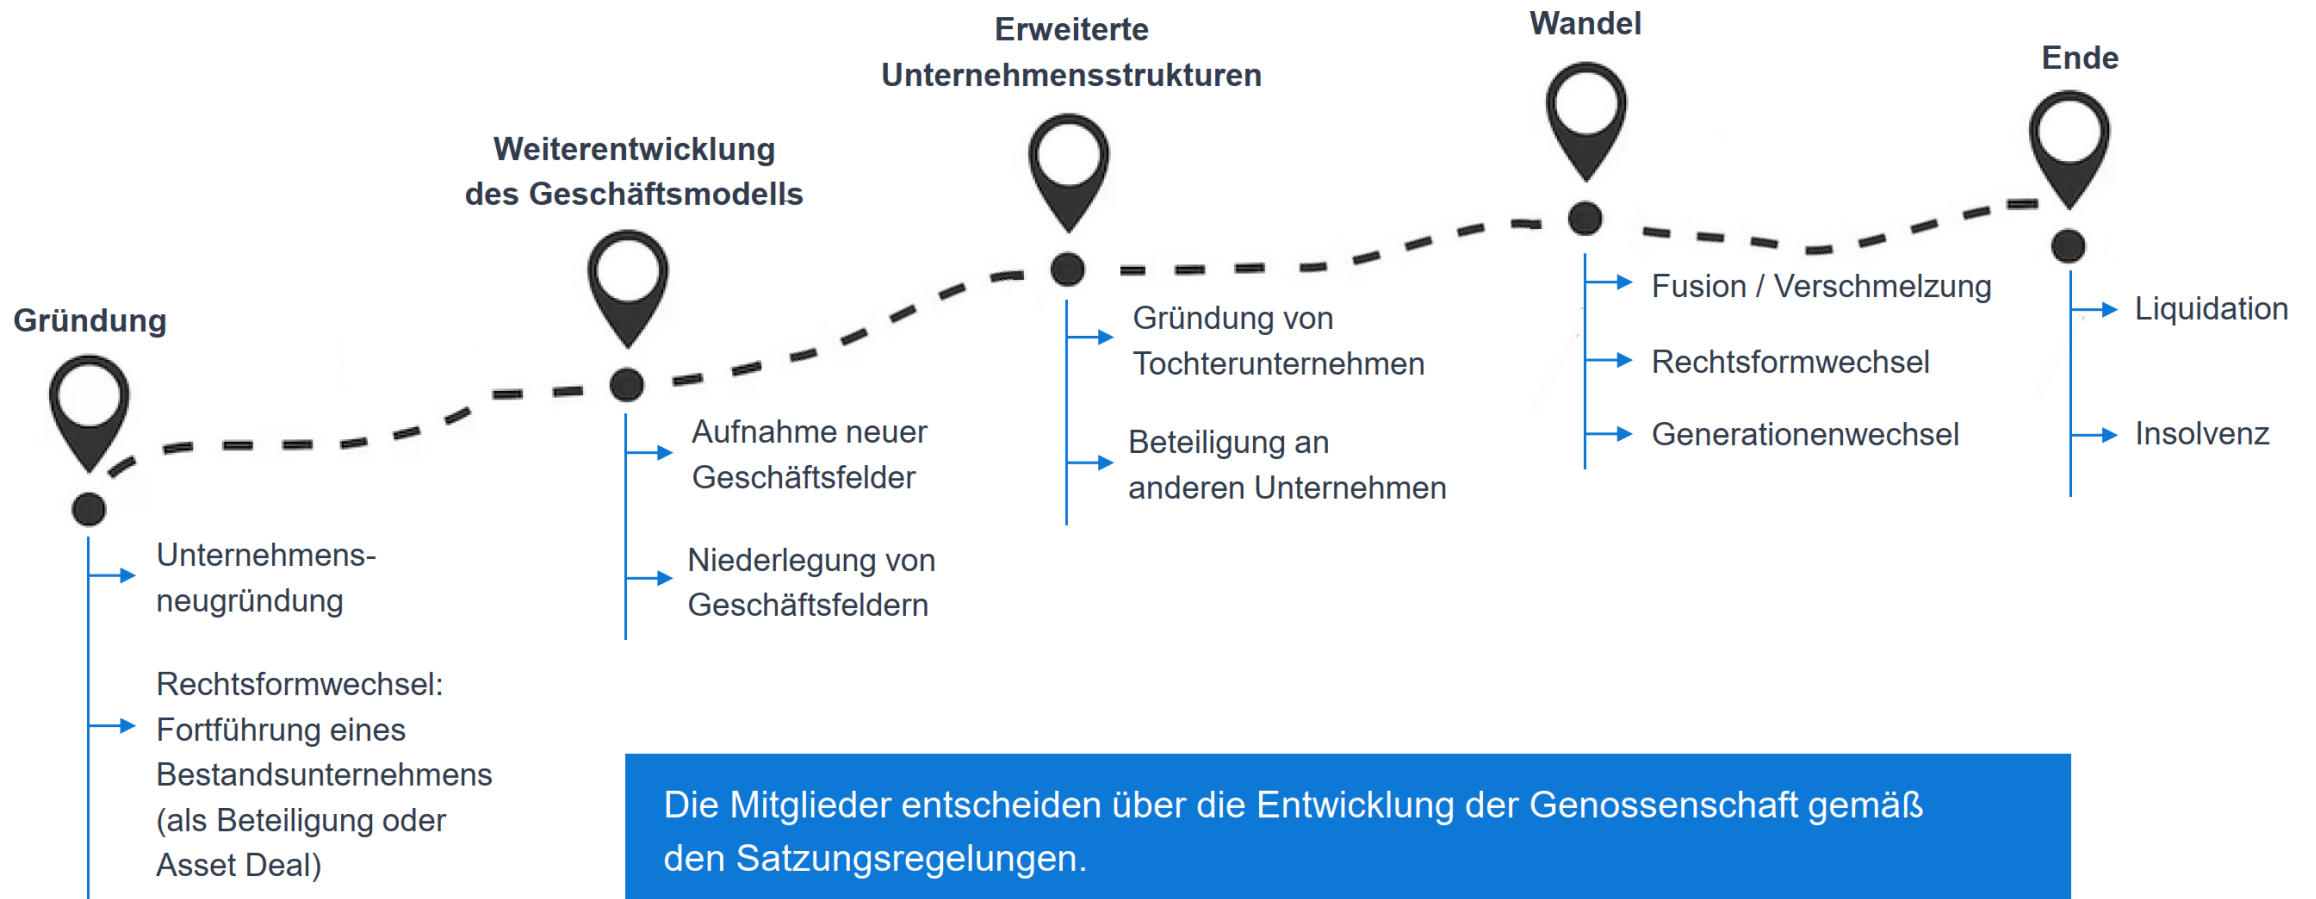 Gründung
Unternehmens-
neugründung
Rechtsformwechsel:
Fortführung eines
Bestandsunternehmens
(als Beteiligung oder
Asset Deal)
Weiterentwicklung
des Geschäftsmodells
Aufnahme neuer
Geschäftsfelder
Niederlegung von
Geschäftsfeldern
Erweiterte
Unternehmensstrukturen
Gründung von
Tochterunternehmen
Beteiligung an
anderen Unternehmen
Wandel
Fusion / Verschmelzung
Rechtsformwechsel
Generationenwechsel
Ende
Liquidation
Insolvenz
Die Mitglieder entscheiden über die Entwicklung der Genossenschaft gemäß
den Satzungsregelungen.